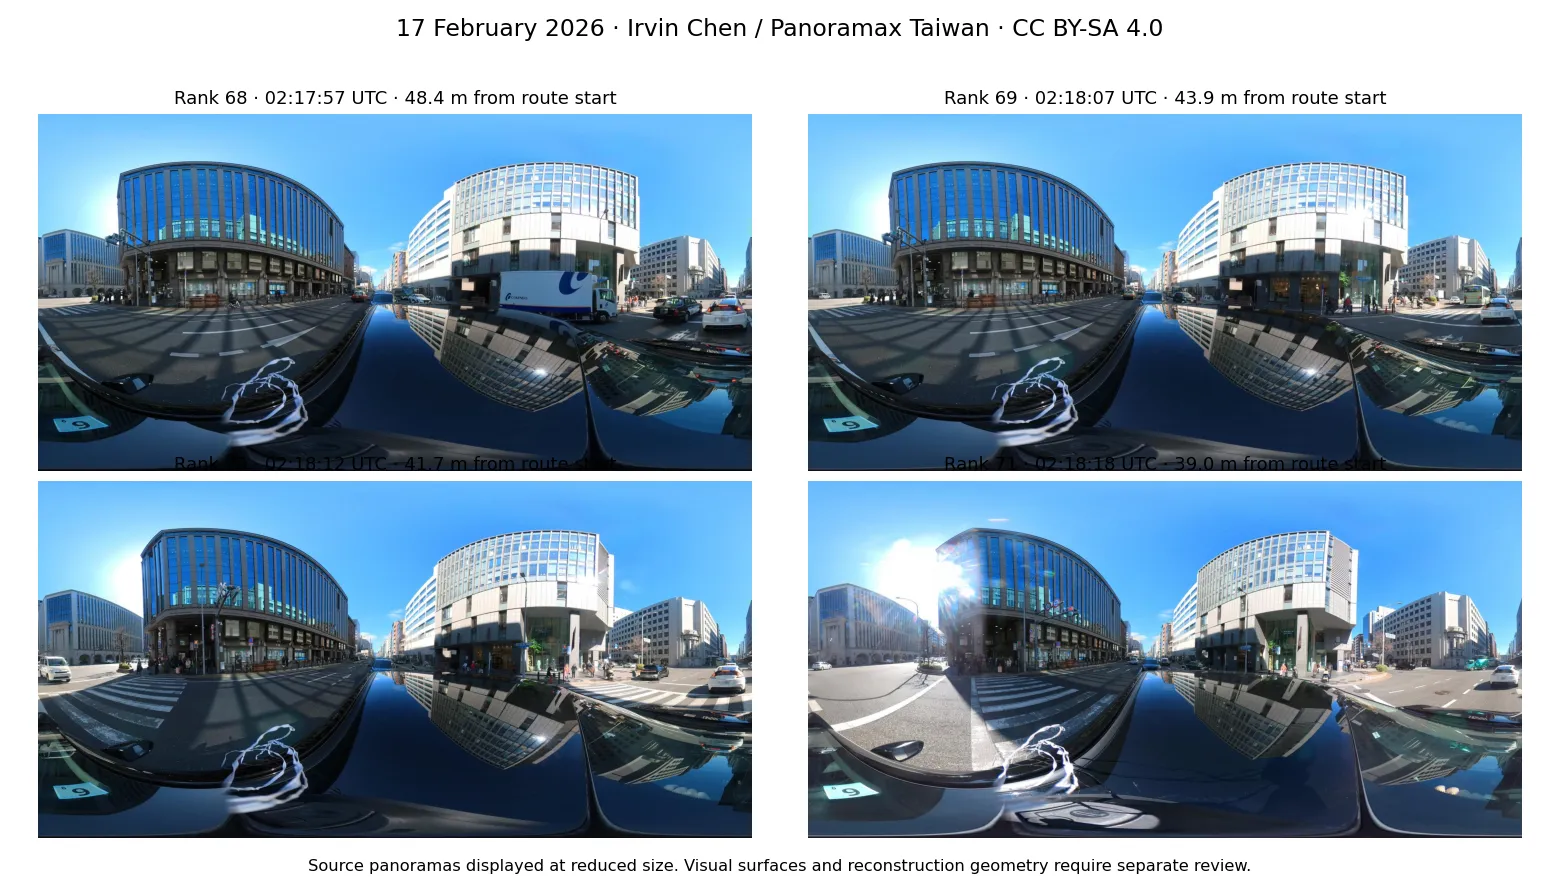 17 February 2026 · Irvin Chen / Panoramax Taiwan · CC BY-SA 4.0
Rank 68 · 02:17:57 UTC · 48.4 m from route start
Rank 69 · 02:18:07 UTC · 43.9 m from route start
Rank · 02:18:12 UTC · 41.7 m from route start
Rank 71 · 02:18:18 UTC · 39.0 m from route start
Source panoramas displayed at reduced size. Visual surfaces and reconstruction geometry require separate review.